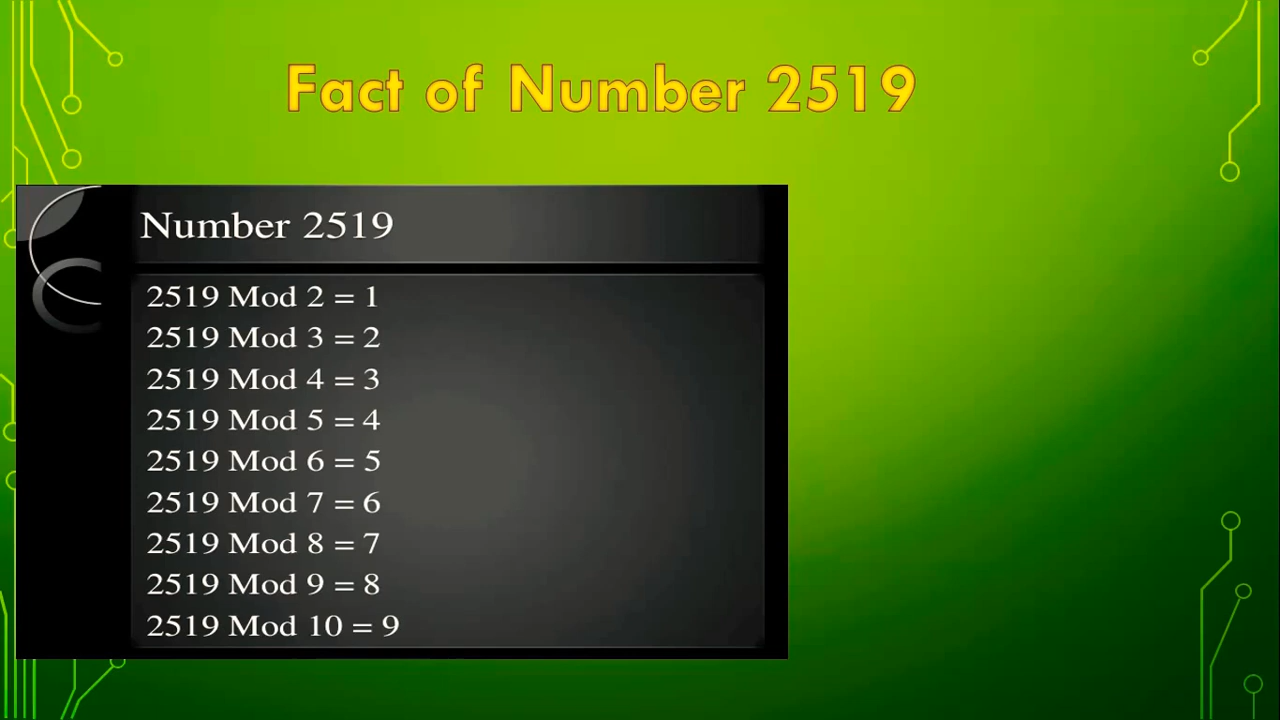 Fact of Number 2519
Number 2519
2519 Mod 2 = 1
2519 Mod 3 = 2
2519 Mod 4 = 3
2519 Mod 5 = 4
2519 Mod 6 = 5
2519 Mod 7 = 6
2519 Mod 8 = 7
2519 Mod 9 = 8
2519 Mod 10 = 9